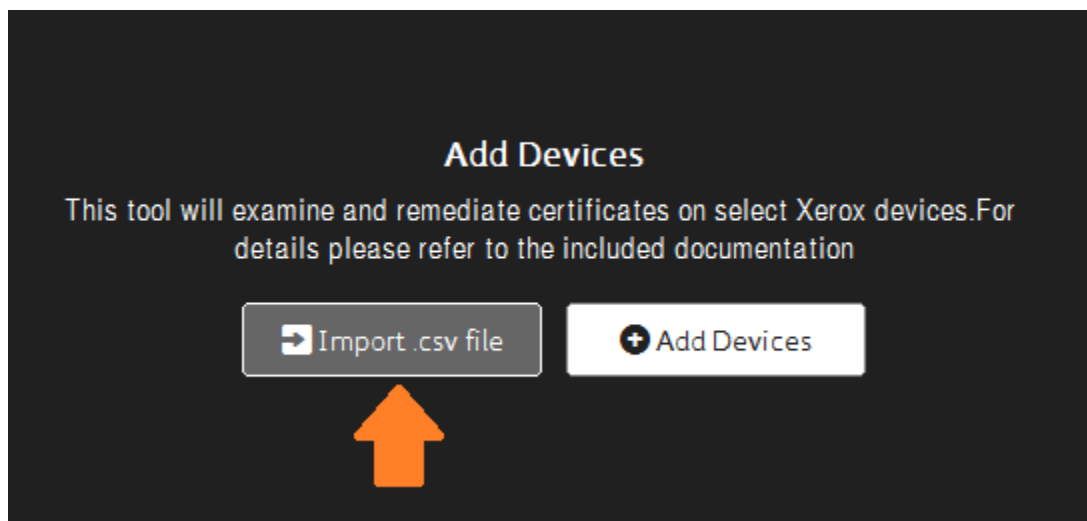 Add Devices
This tool will examine and remediate certificates on select Xerox devices.For
details please refer to the included documentation
Import .csv file
Add Devices